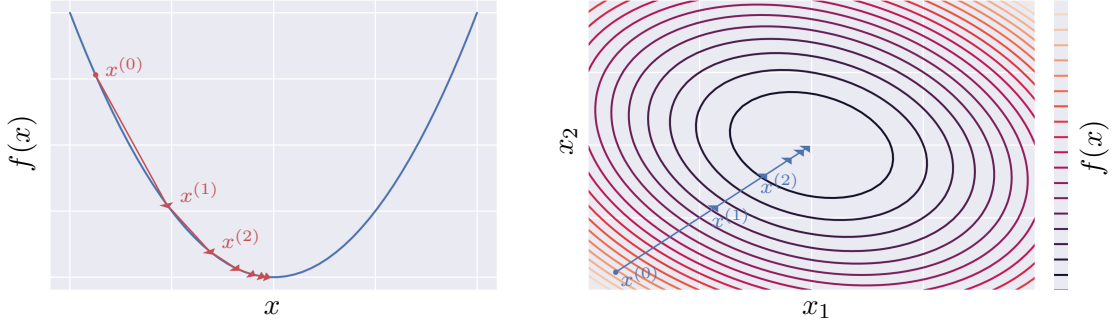 f(x)
x^{(0)}
x^{(1)}
x^{(2)}
x
x_2
x^{(2)}
x^{(1)}
x^{(0)}
x_1
f(x)